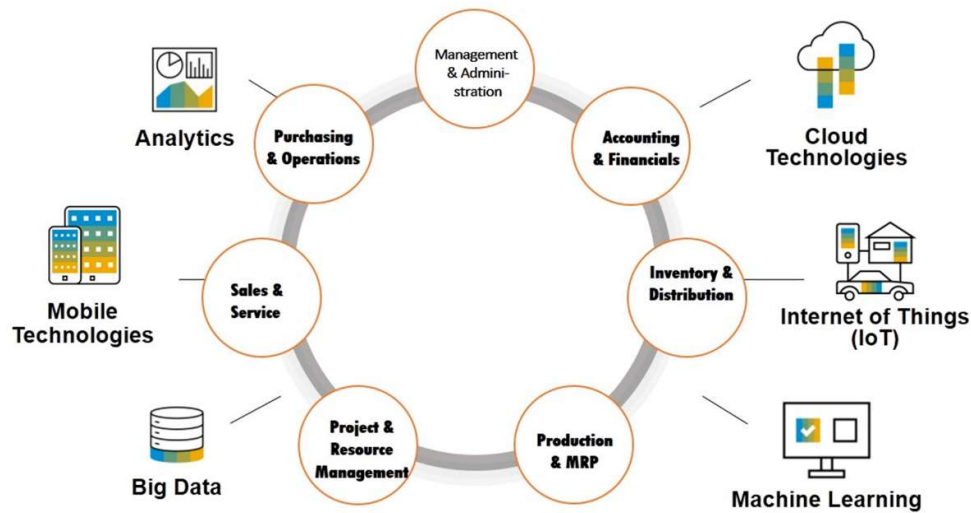 Management
& Admini-
stration
Analytics
Purchasing
& Operations
Accounting
& Financials
Cloud
Technologies
Mobile
Technologies
Sales &
Service
Inventory &
Distribution
Internet of Things
(IoT)
Big Data
Project &
Resource
Management
Production
& MRP
Machine Learning